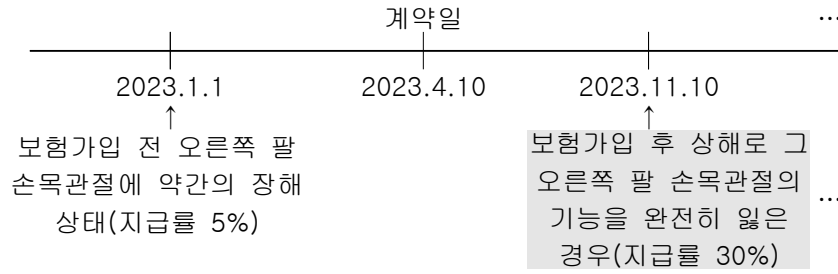 계약일 …
2023.1.1 2023.4.10 2023.11.10
↑ ↑
보험가입 전 오른쪽 팔
손목관절에 약간의 장해
상태(지급률 5%)
보험가입 후 상해로 그
오른쪽 팔 손목관절의
기능을 완전히 잃은
경우(지급률 30%)
…